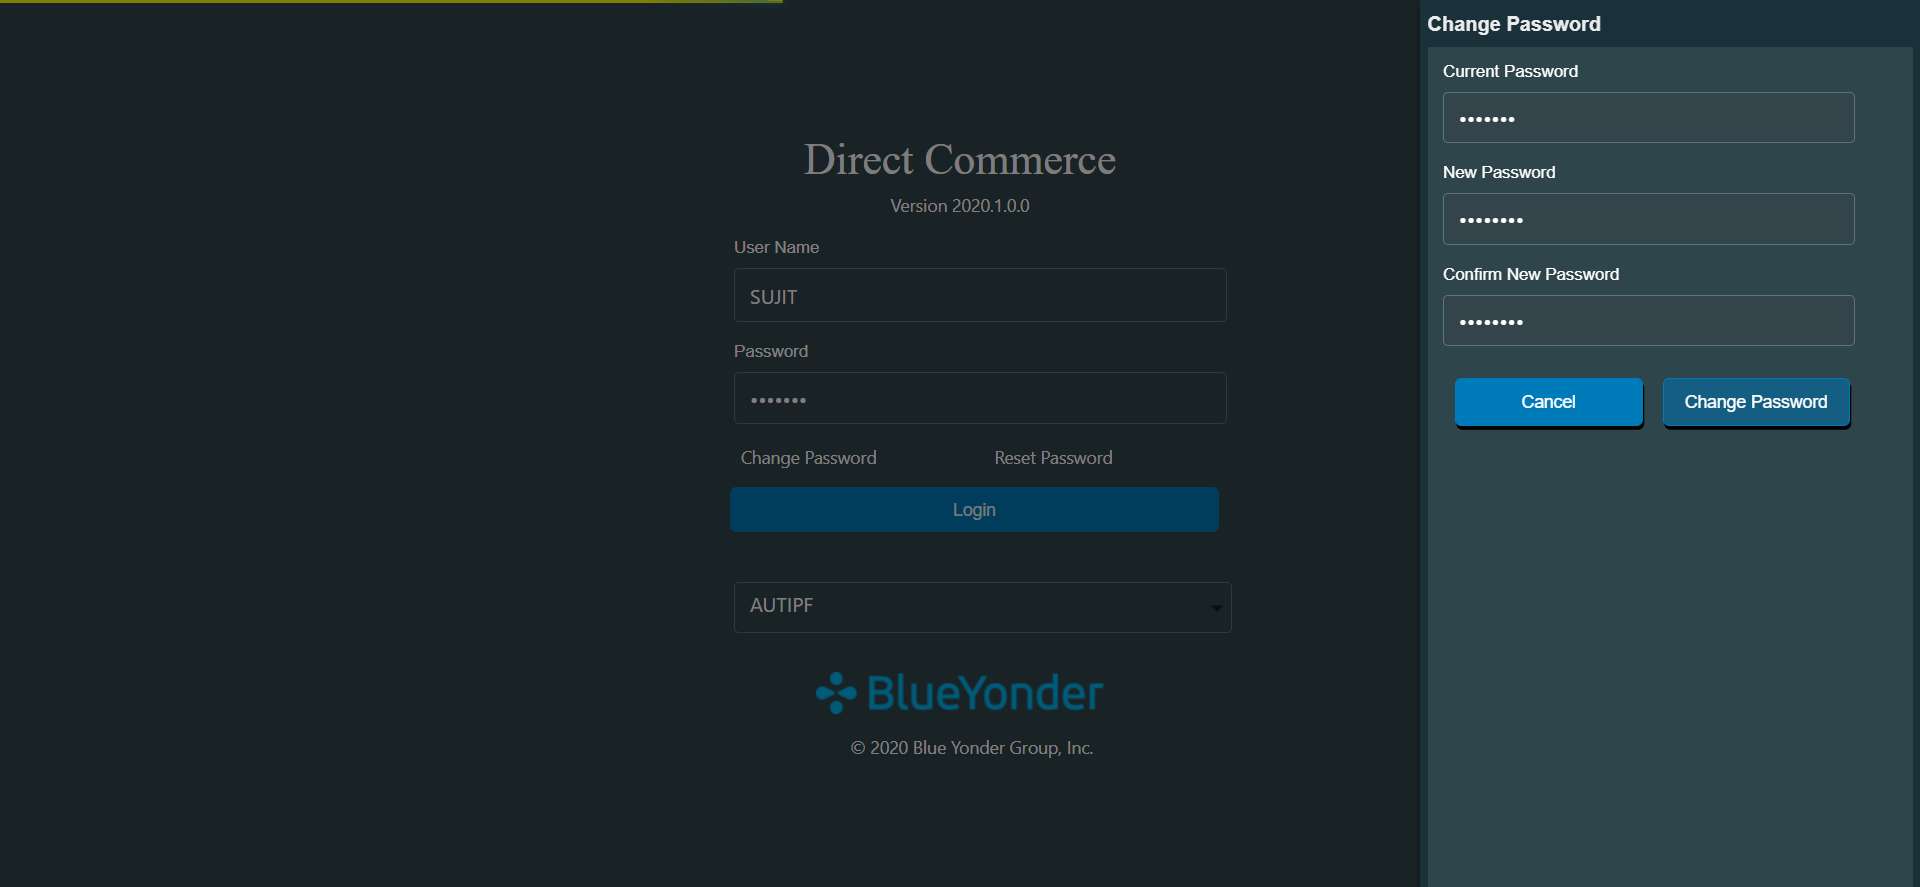 Direct Commerce
Version 2020.1.0.0
User Name
SUJIT
Password
•••••••
Change Password
Reset Password
Login
AUTIPF
BlueYonder
© 2020 Blue Yonder Group, Inc.
Change Password
Current Password
•••••••
New Password
••••••••
Confirm New Password
••••••••
Cancel
Change Password